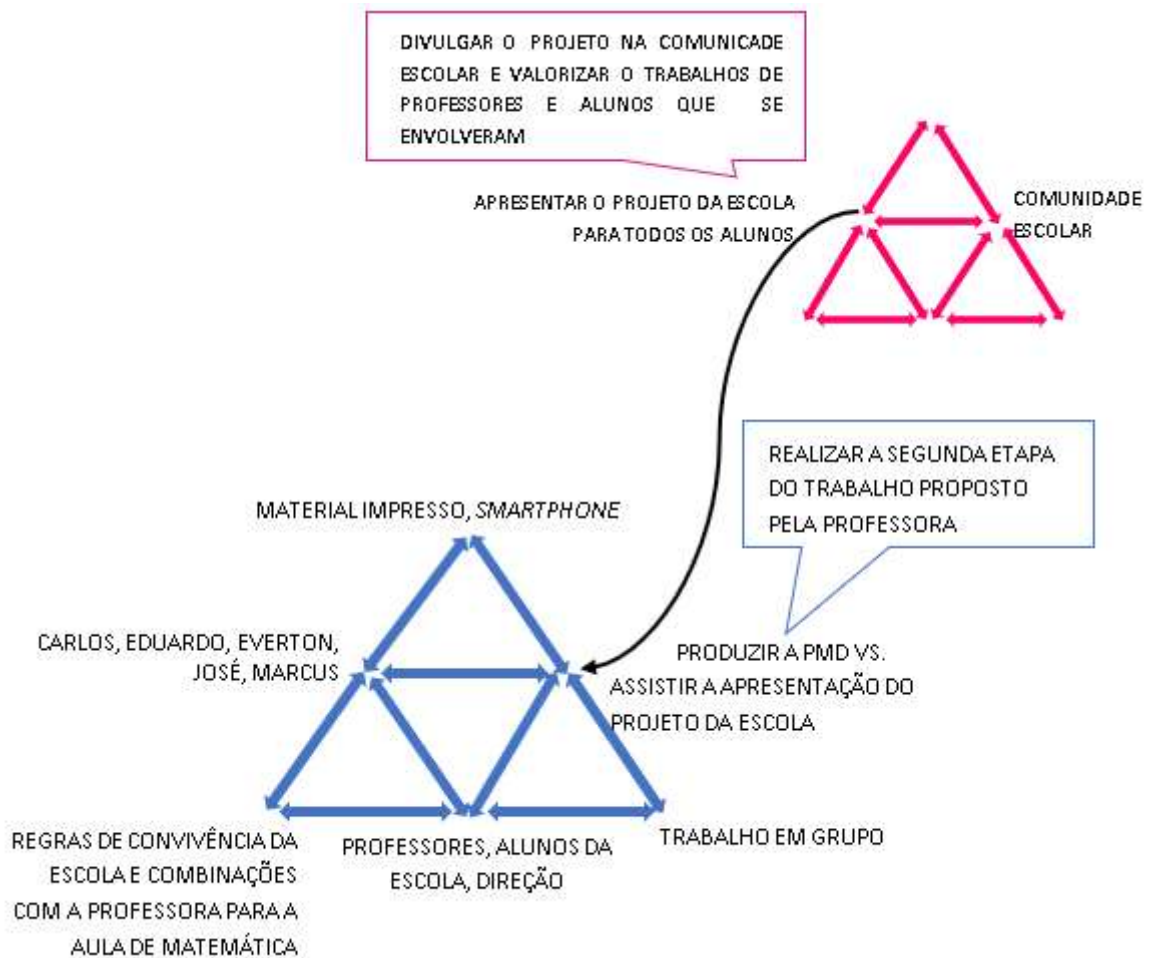 DIVULGAR O PROJETO NA COMUNICADE
ESCOLAR E VALORIZAR O TRABALHOS DE
PROFESSORES E ALUNOS QUE SE
ENVOLVERAM
APRESENTAR O PROJETO DA ESCOLA
PARA TODOS OS ALUNOS
COMUNIDADE
ESCOLAR
REALIZAR A SEGUNDA ETAPA
DO TRABALHO PROPOSTO
PELA PROFESSORA
MATERIAL IMPRESSO, SMARTPHONE
CARLOS, EDUARDO, EVERTON,
JOSÉ, MARCUS
PRODUZIR A PMD VS.
ASSISTIR A APRESENTAÇÃO DO
PROJETO DA ESCOLA
REGRAS DE CONVIVÊNCIA DA
ESCOLA E COMBINAÇÕES
COM A PROFESSORA PARA A
AULA DE MATEMÁTICA
PROFESSORES, ALUNOS DA
ESCOLA, DIREÇÃO
TRABALHO EM GRUPO